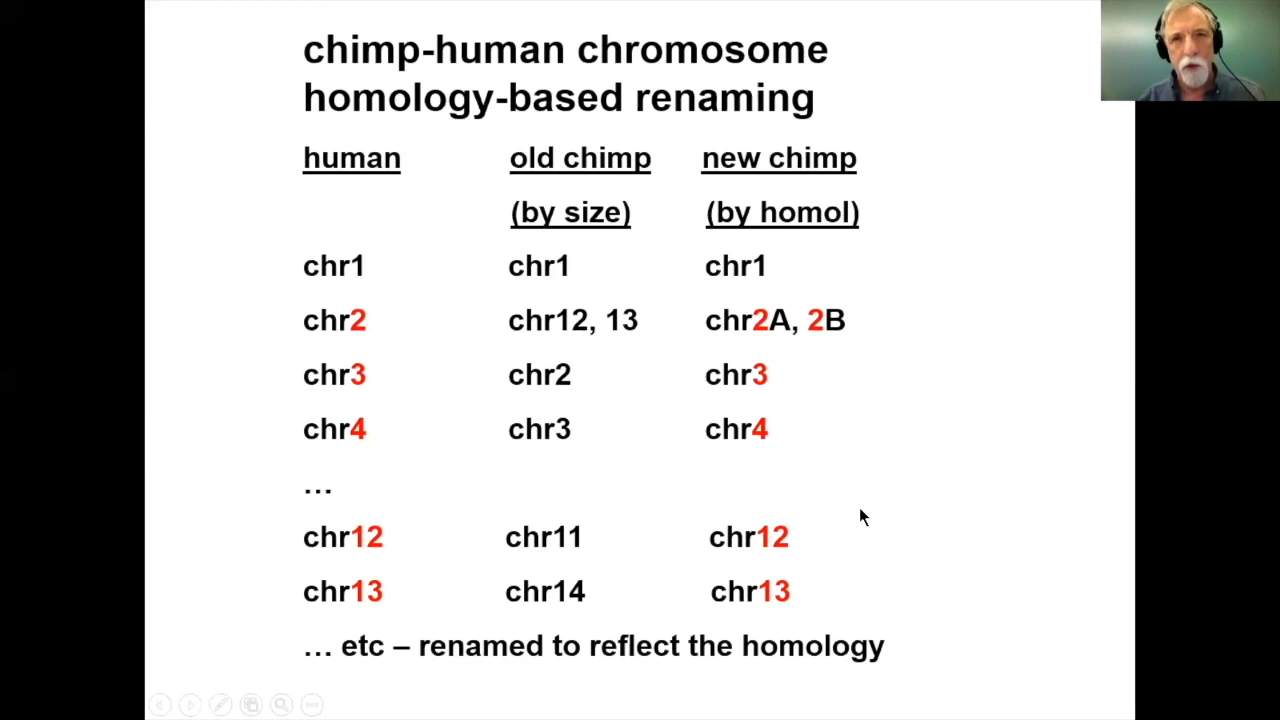 chimp-human chromosome
homology-based renaming
human old chimp new chimp
(by size) (by homol)
chr1 chr1 chr1
chr2 chr12, 13 chr2A, 2B
chr3 chr2 chr3
chr4 chr3 chr4
…
chr12 chr11 chr12
chr13 chr14 chr13
… etc – renamed to reflect the homology